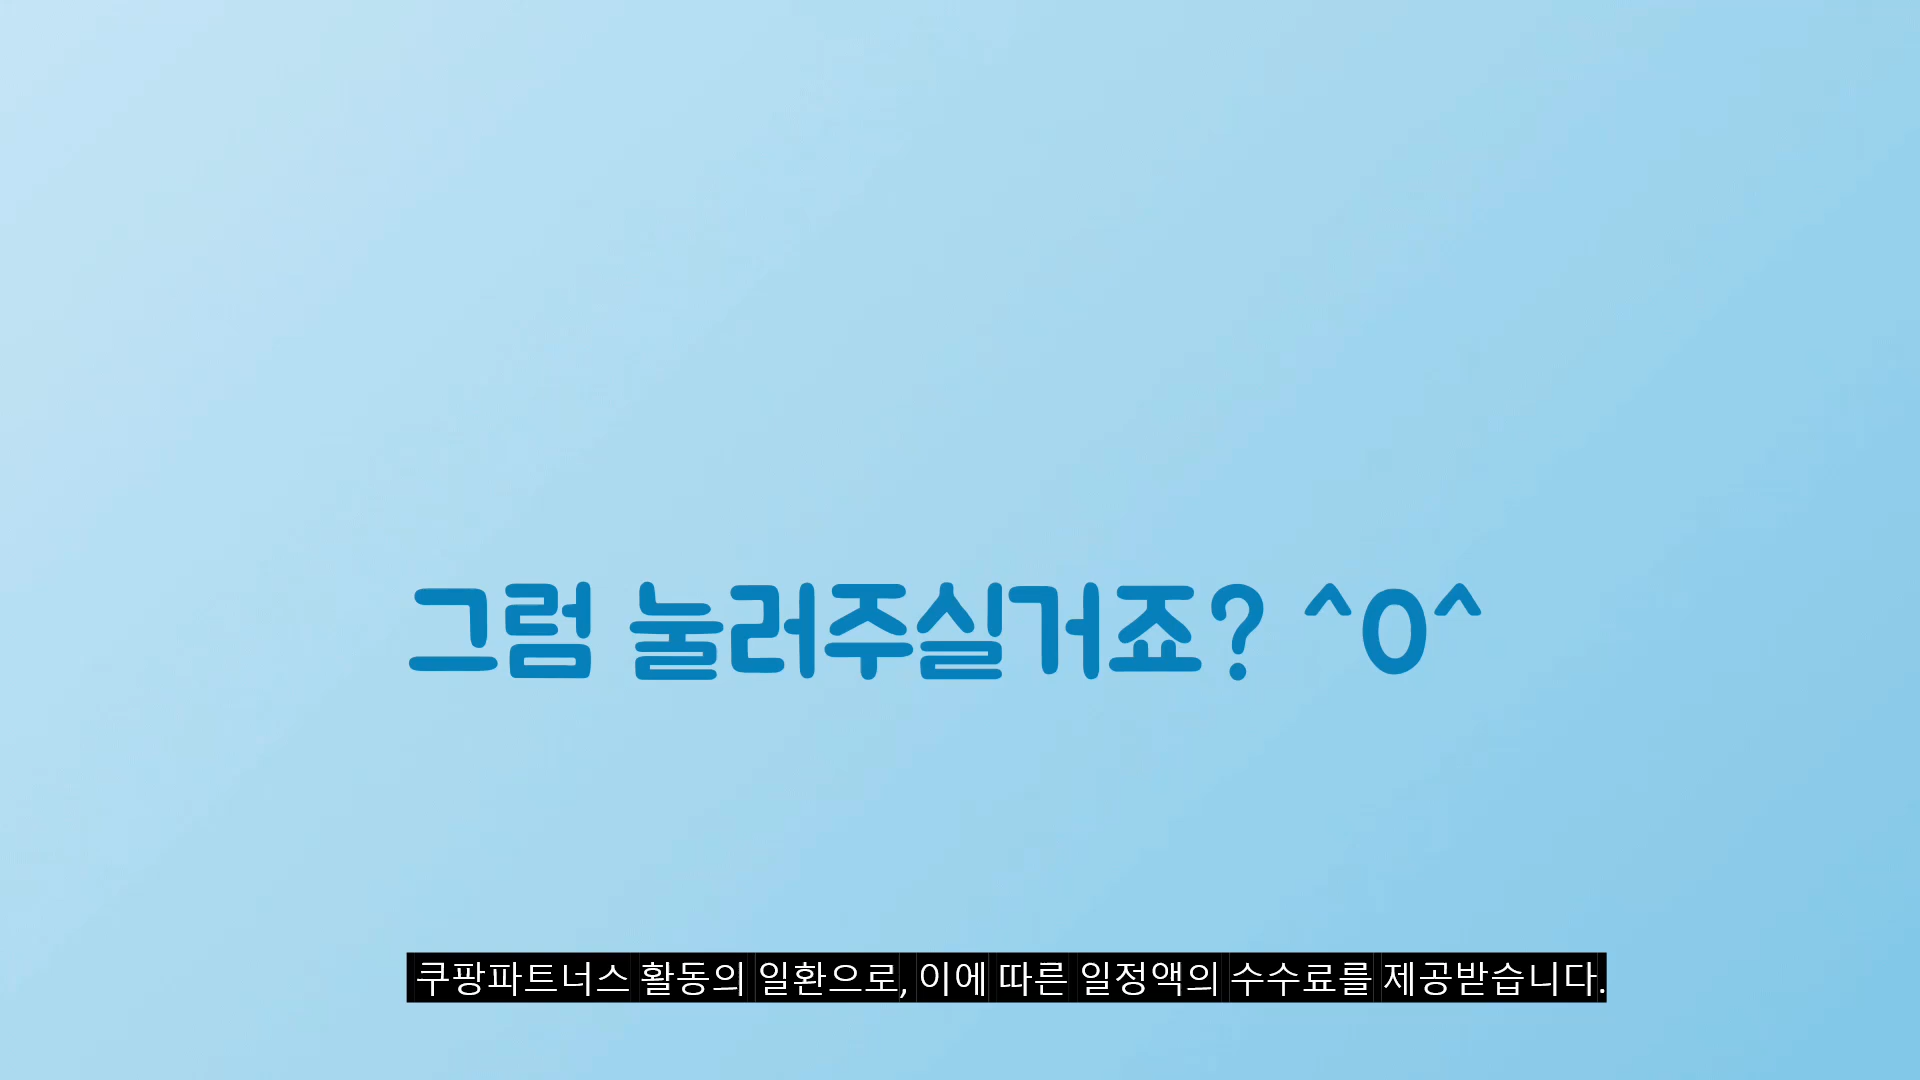 그럼 눌러주실거죠? ^0^
쿠팡파트너스 활동의 일환으로, 이에 따른 일정액의 수수료를 제공받습니다.